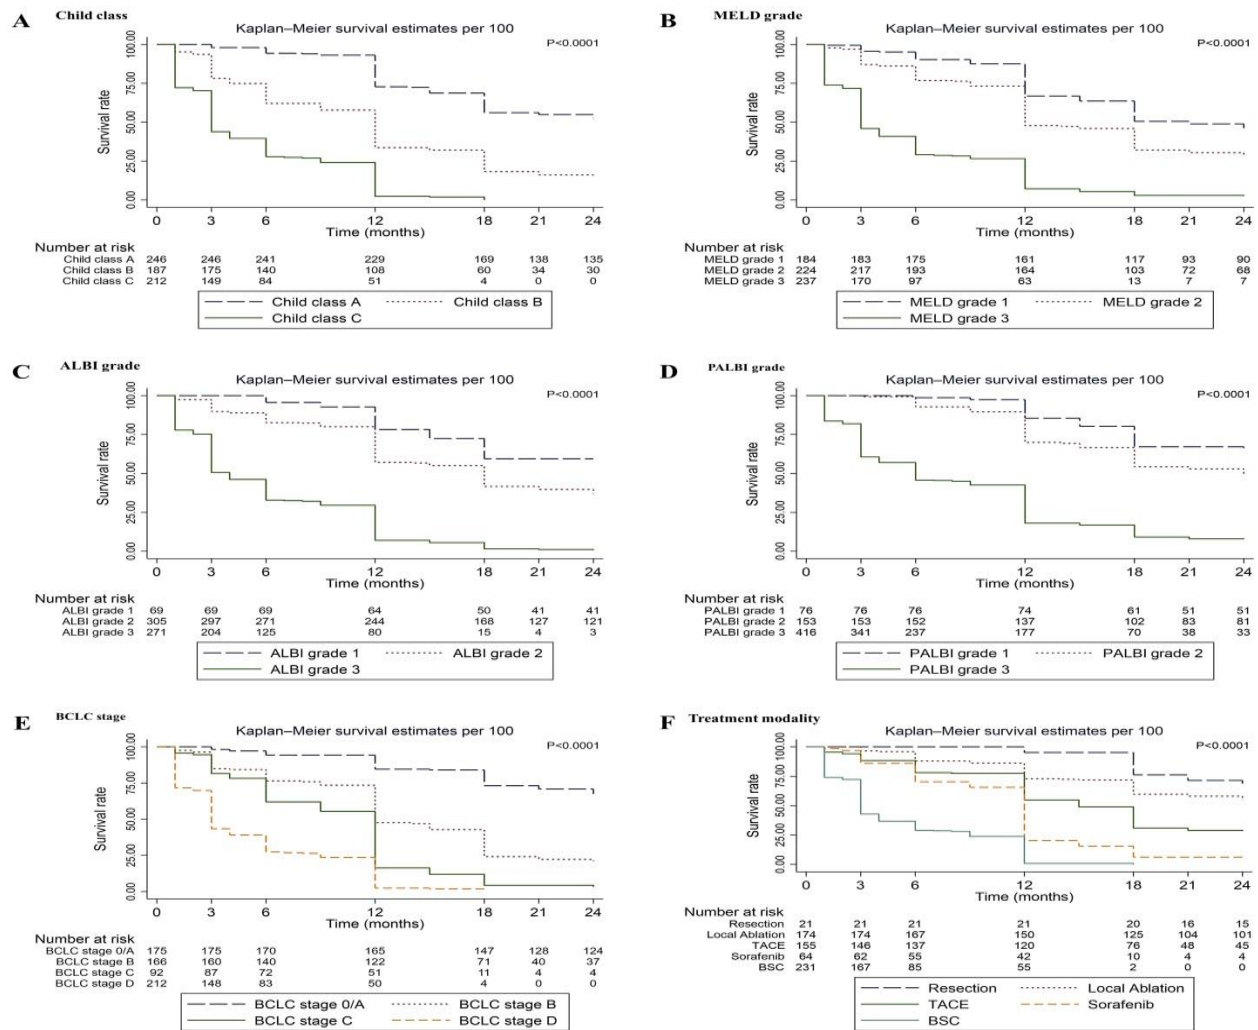 A Child class
Kaplan–Meier survival estimates per 100
P<0.0001
Survival rate
100.00
75.00
50.00
25.00
0.00
0 3 6 12 18 21 24
Time (months)
Number at risk
Child class A 246 246 241 229 169 138 135
Child class B 187 175 140 108 60 34 30
Child class C 212 149 84 51 4 0 0
Child class A Child class B
Child class C
B MELD grade
Kaplan–Meier survival estimates per 100
P<0.0001
Survival rate
100.00
75.00
50.00
25.00
0.00
0 3 6 12 18 21 24
Time (months)
Number at risk
MELD grade 1 184 183 175 161 117 93 90
MELD grade 2 224 217 193 164 103 72 68
MELD grade 3 237 170 97 63 13 7 7
MELD grade 1 MELD grade 2
MELD grade 3
C ALBI grade
Kaplan–Meier survival estimates per 100
P<0.0001
Survival rate
100.00
75.00
50.00
25.00
0.00
0 3 6 12 18 21 24
Time (months)
Number at risk
ALBI grade 1 69 69 69 64 50 41 41
ALBI grade 2 305 297 271 244 168 127 121
ALBI grade 3 271 204 125 80 15 4 3
ALBI grade 1 ALBI grade 2
ALBI grade 3
D PALBI grade
Kaplan–Meier survival estimates per 100
P<0.0001
Survival rate
100.00
75.00
50.00
25.00
0.00
0 3 6 12 18 21 24
Time (months)
Number at risk
PALBI grade 1 76 76 76 74 61 51 51
PALBI grade 2 153 153 152 137 102 83 81
PALBI grade 3 416 341 237 177 70 38 33
PALBI grade 1 PALBI grade 2
PALBI grade 3
E BCLC stage
Kaplan–Meier survival estimates per 100
P<0.0001
Survival rate
100.00
75.00
50.00
25.00
0.00
0 3 6 12 18 21 24
Time (months)
Number at risk
BCLC stage 0/A 175 175 170 165 147 128 124
BCLC stage B 166 160 140 122 71 40 37
BCLC stage C 92 87 72 51 11 4 4
BCLC stage D 212 148 83 50 4 0 0
BCLC stage 0/A BCLC stage B
BCLC stage C BCLC stage D
F Treatment modality
Kaplan–Meier survival estimates per 100
P<0.0001
Survival rate
100.00
75.00
50.00
25.00
0.00
0 3 6 12 18 21 24
Time (months)
Number at risk
Resection 21 21 21 21 20 16 15
Local Ablation 174 174 167 150 125 104 101
TACE 155 146 137 120 76 48 45
Sorafenib 64 62 55 42 10 4 4
BSC 231 167 85 55 2 0 0
Resection Local Ablation
TACE Sorafenib
BSC